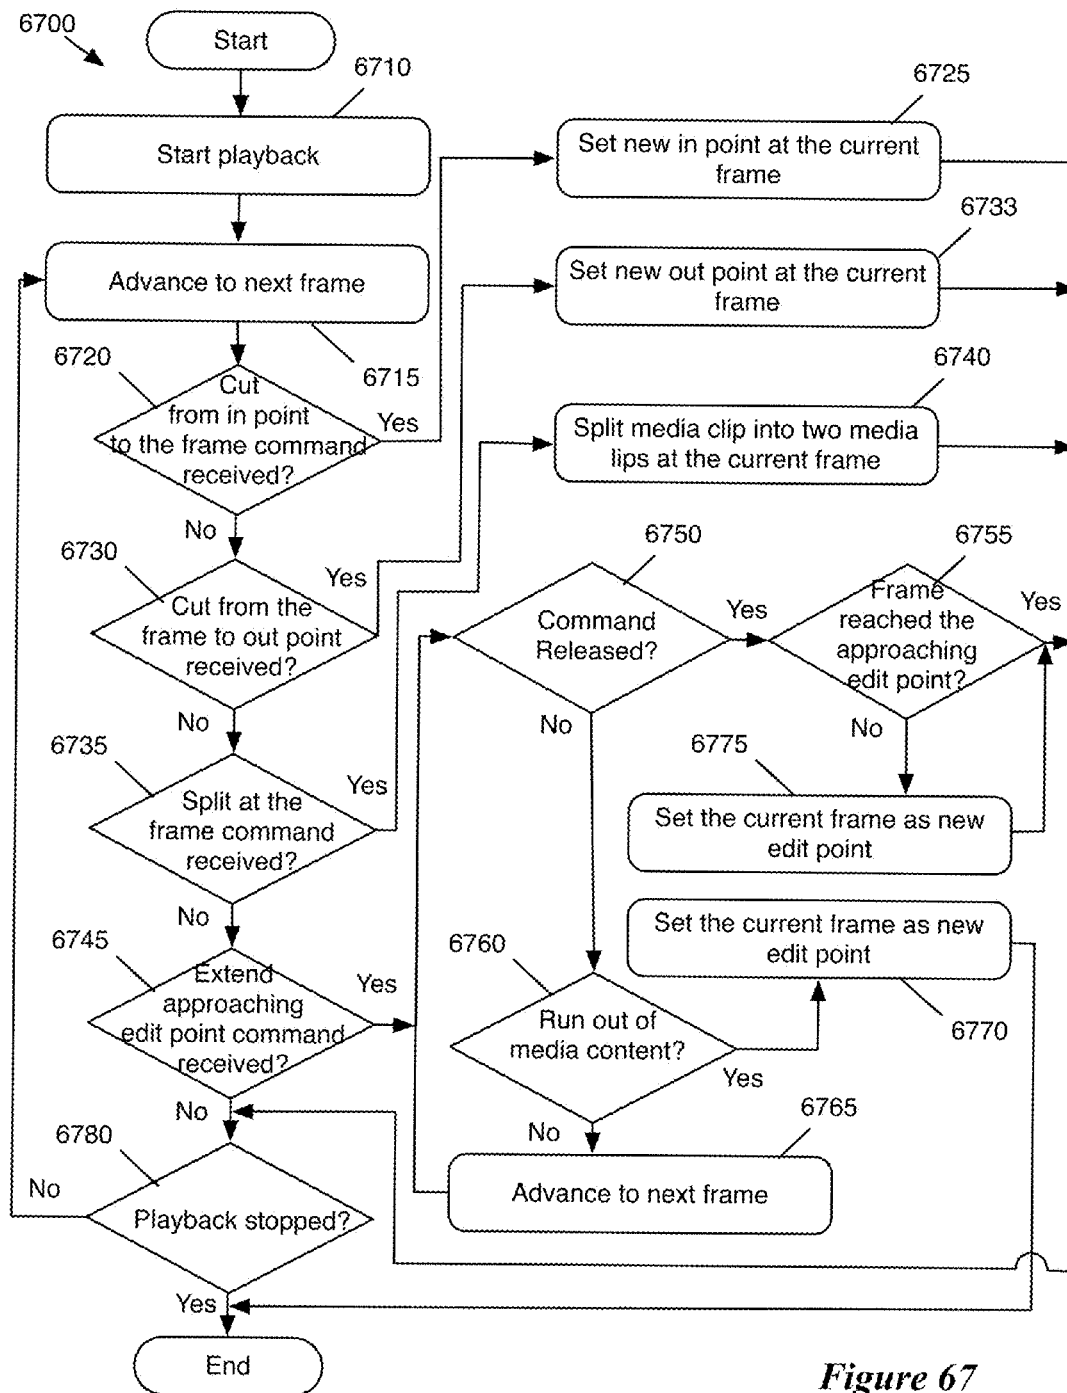 6700
Start
6710
Start playback
6725
Set new in point at the current
frame
6733
Set new out point at the current
frame
Advance to next frame
6715
6720
Cut
from in point
to the frame command
received?
Yes
No
6740
Split media clip into two media
lips at the current frame
6730
Cut from the
frame to out point
received?
Yes
No
6750
Command
Released?
Yes
No
6755
Frame
reached the
approaching
edit point?
Yes
No
6735
Split at the
frame command
received?
Yes
No
6775
Set the current frame as new
edit point
Set the current frame as new
edit point
6770
6745
Extend
approaching
edit point command
received?
Yes
No
6760
Run out of
media content?
Yes
No
6765
Advance to next frame
6780
Playback stopped?
No
Yes
End
Figure 67